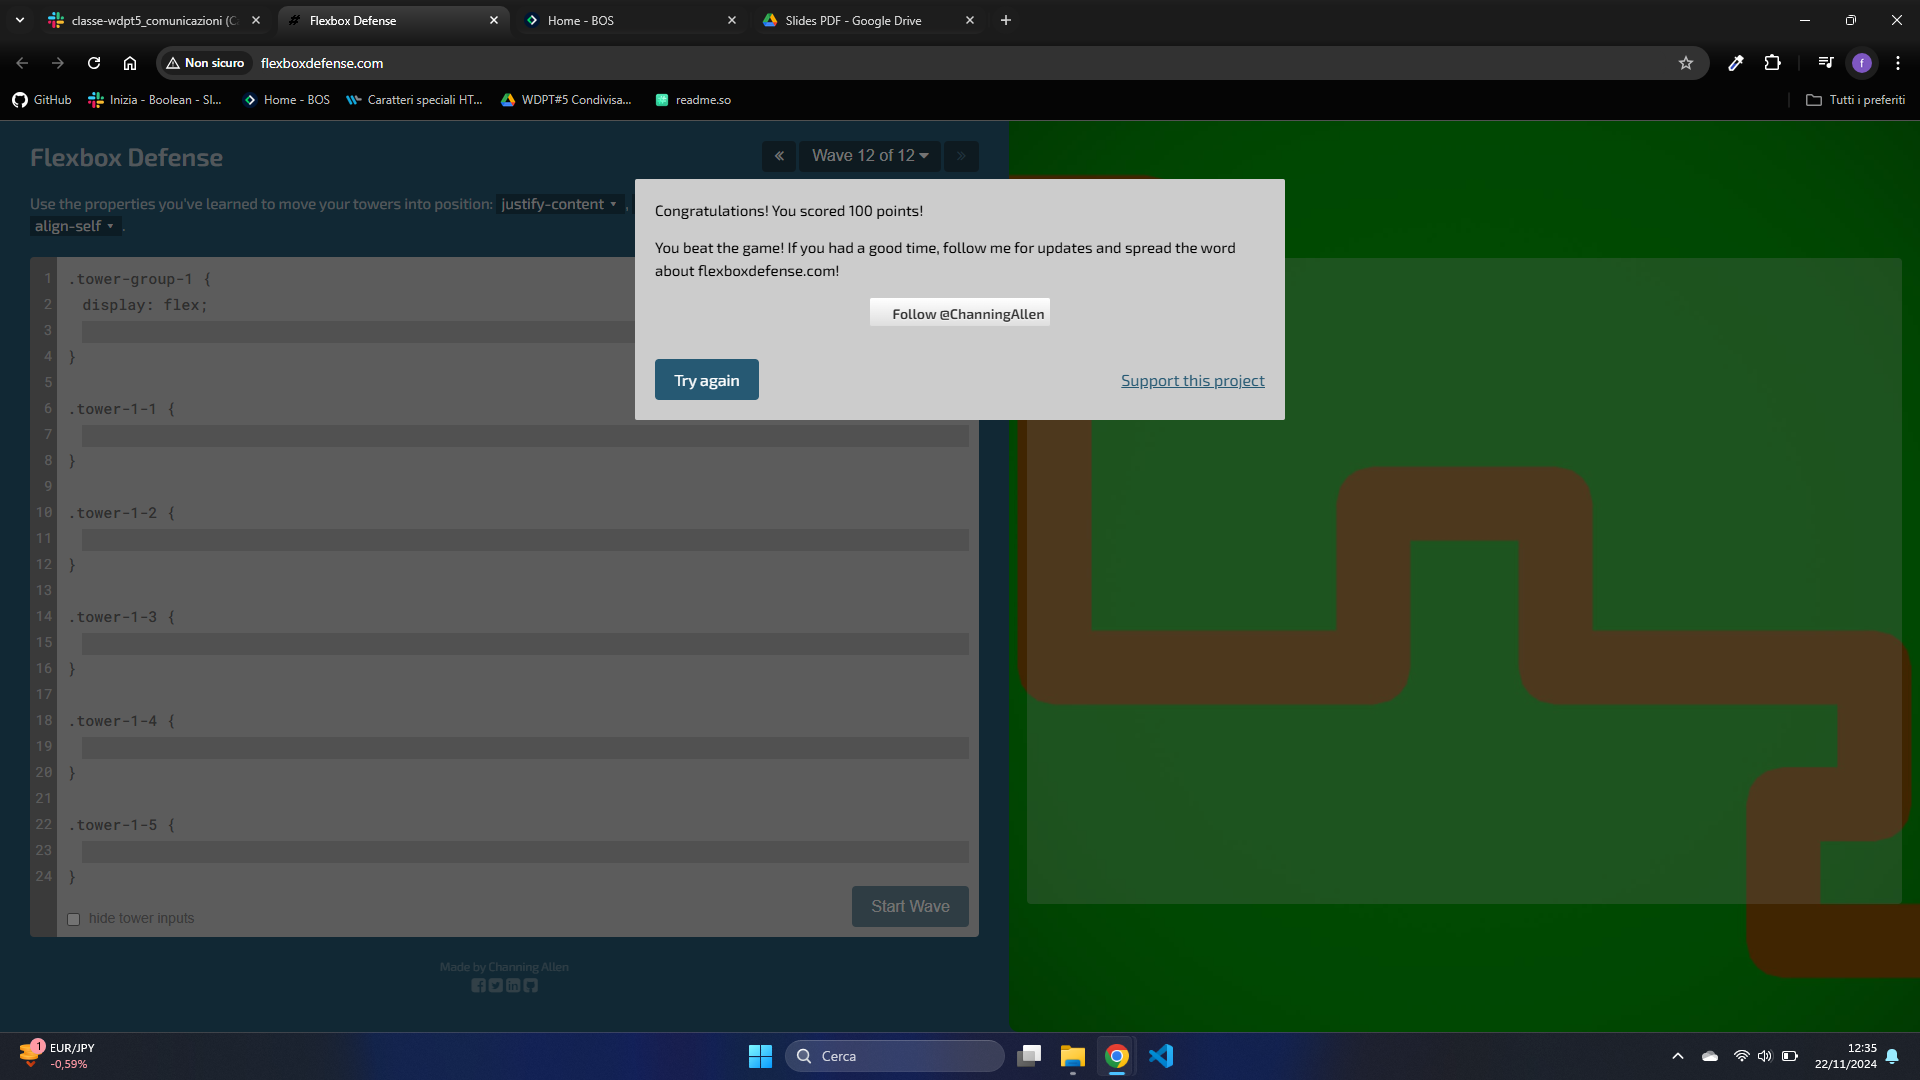 classe-wdpt5_comunicazioni (C
Flexbox Defense
Home - BOS
Slides PDF - Google Drive
Non sicuro
flexboxdefense.com
f
GitHub
Inizia - Boolean - Sl...
Home - BOS
Caratteri speciali HT...
WDPT#5 Condivisa...
readme.so
Tutti i preferiti
Flexbox Defense
« Wave 12 of 12 »
Use the properties you've learned to move your towers into position: justify-content ,
align-self .
Congratulations! You scored 100 points!
You beat the game! If you had a good time, follow me for updates and spread the word
about flexboxdefense.com!
Follow @ChanningAllen
Try again
Support this project
1 .tower-group-1 {
2 display: flex;
3
4 }
5
6 .tower-1-1 {
7
8 }
9
10 .tower-1-2 {
11
12 }
13
14 .tower-1-3 {
15
16 }
17
18 .tower-1-4 {
19
20 }
21
22 .tower-1-5 {
23
24 }
hide tower inputs
Start Wave
Made by Channing Allen
1
EUR/JPY
-0,59%
Cerca
12:35
22/11/2024